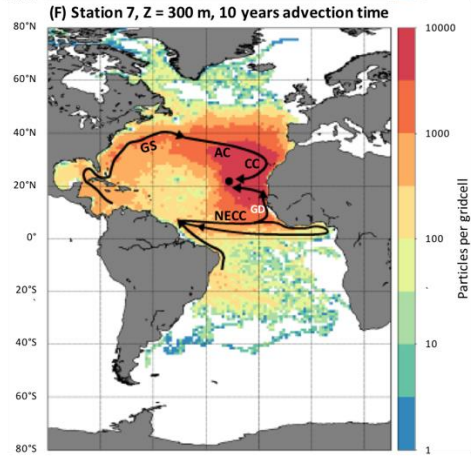 (F) Station 7, Z = 300 m, 10 years advection time
80°N
60°N
40°N
20°N
0°
20°S
40°S
60°S
80°S
GS
AC
CC
GD
NECC
10000
1000
100
10
1
Particles per gridcell